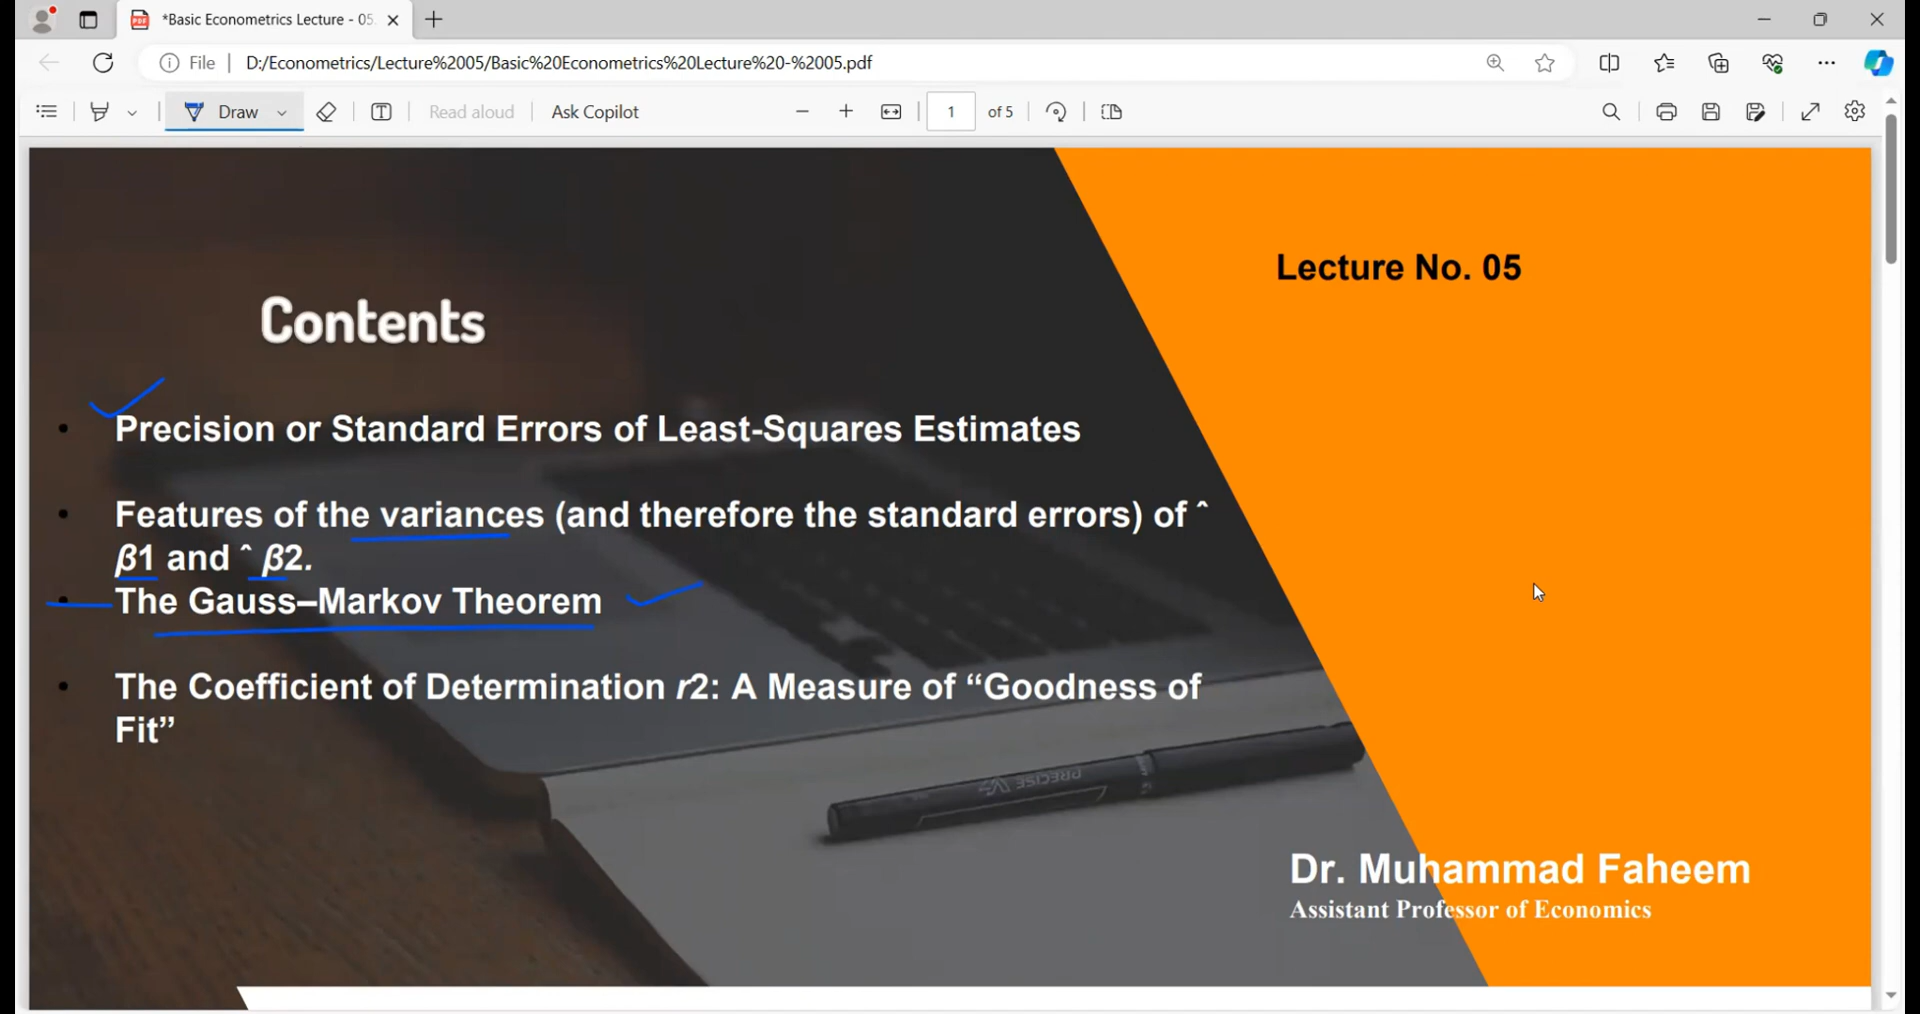 *Basic Econometrics Lecture - 05.
File | D:/Econometrics/Lecture%2005/Basic%20Econometrics%20Lecture%20-%2005.pdf
Draw
Read aloud
Ask Copilot
1 of 5
Lecture No. 05
Contents
• Precision or Standard Errors of Least-Squares Estimates
• Features of the variances (and therefore the standard errors) of ˆ
β1 and ˆ β2.
• The Gauss–Markov Theorem
• The Coefficient of Determination r2: A Measure of “Goodness of
Fit”
PRECISE V5
Dr. Muhammad Faheem
Assistant Professor of Economics